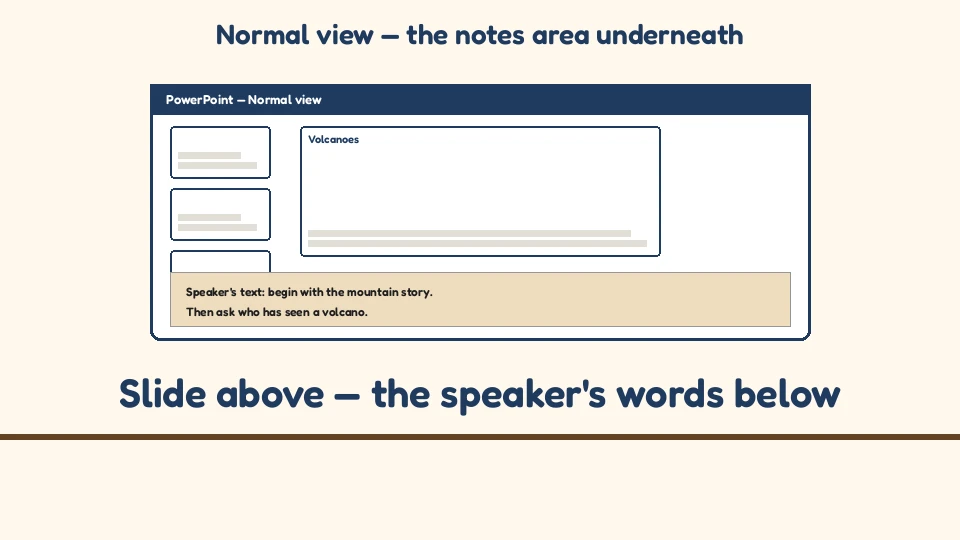 Normal view — the notes area underneath
PowerPoint — Normal view
Volcanoes
Speaker's text: begin with the mountain story.
Then ask who has seen a volcano.
Slide above — the speaker's words below